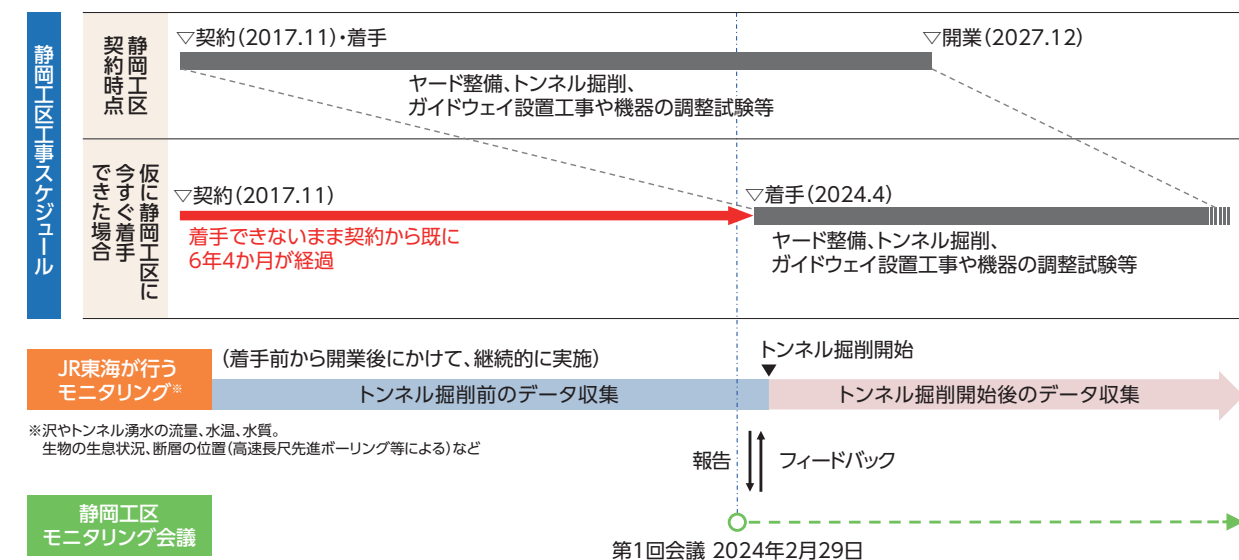 静岡工区工事スケジュール
静岡工区
契約時点
▽契約(2017.11)・着手
▽開業(2027.12)
ヤード整備、トンネル掘削、
ガイドウェイ設置工事や機器の調整試験等
仮に静岡工区に
今すぐ着手
できた場合
▽契約(2017.11)
▽着手(2024.4)
着手できないまま契約から既に
6年4か月が経過
ヤード整備、トンネル掘削、
ガイドウェイ設置工事や機器の調整試験等
JR東海が行う
モニタリング※
(着手前から開業後にかけて、継続的に実施)
トンネル掘削開始
▼
トンネル掘削前のデータ収集
トンネル掘削開始後のデータ収集
※沢やトンネル湧水の流量、水温、水質。
生物の生息状況、断層の位置(高速長尺先進ボーリング等による)など
報告
フィードバック
静岡工区
モニタリング会議
第1回会議 2024年2月29日